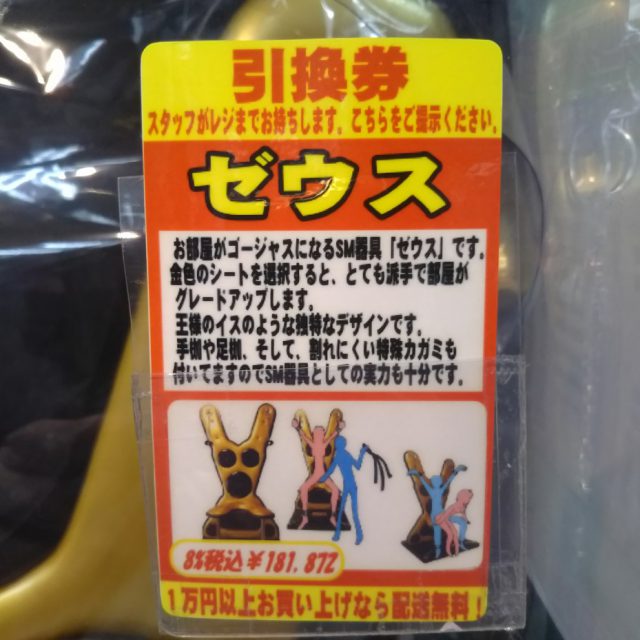 引換券
スタッフがレジまでお持ちします。こちらをご提示ください。
ゼウス
お部屋がゴージャスになるSM器具「ゼウス」です。
金色のシートを選択すると、とても派手で部屋が
グレードアップします。
王様のイスのような独特なデザインです。
手枷や足枷、そして、割れにくい特殊カガミも
付いてますのでSM器具としての実力も十分です。
8%税込￥181,872
1万円以上お買い上げなら配送無料！